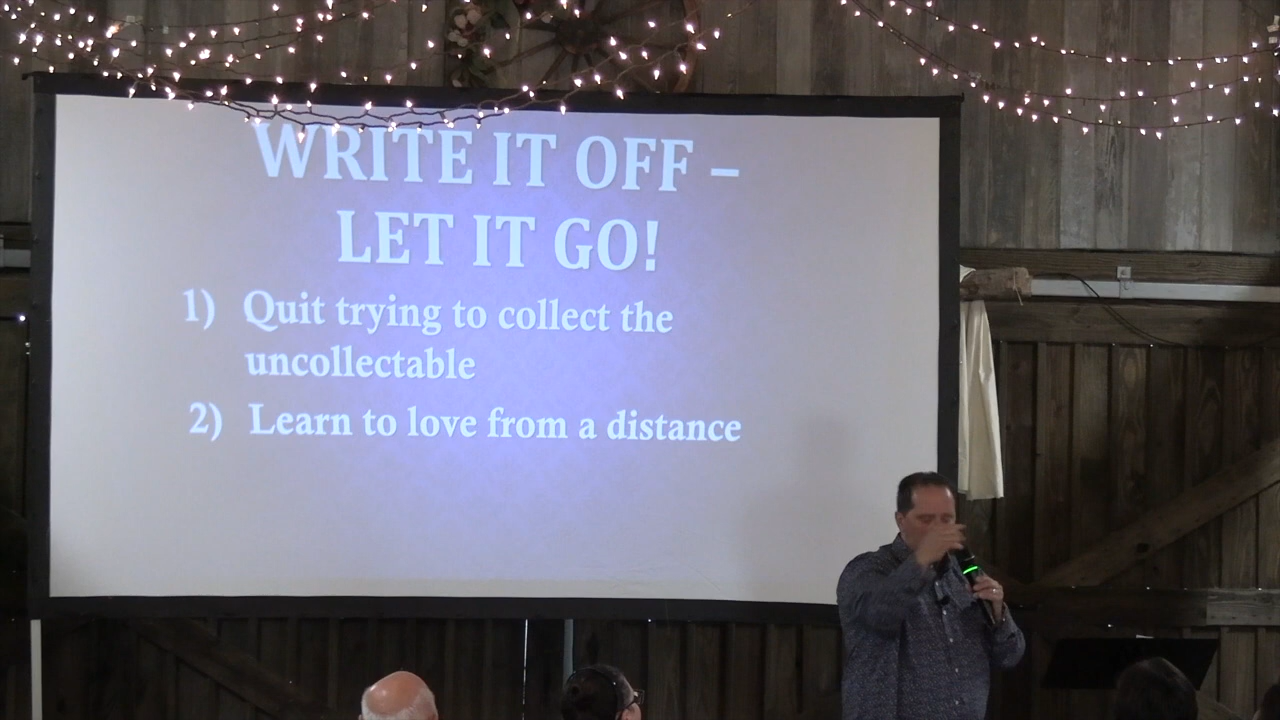 WRITE IT OFF –
LET IT GO!
1) Quit trying to collect the
uncollectable
2) Learn to love from a distance